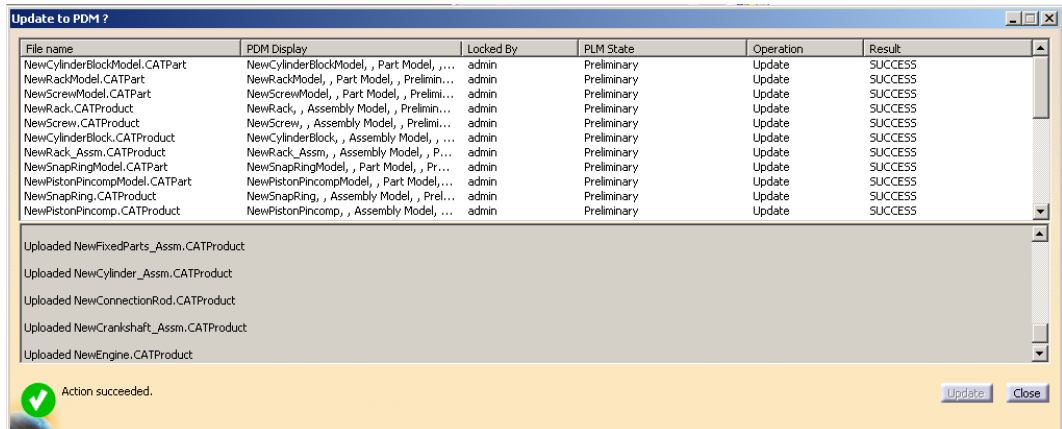 Update to PDM ?
File name PDM Display Locked By PLM State Operation Result
NewCylinderBlockModel.CATPart NewCylinderBlockModel, , Part Model, ,... admin Preliminary Update SUCCESS
NewRackModel.CATPart NewRackModel, , Part Model, , Prelimin... admin Preliminary Update SUCCESS
NewScrewModel.CATPart NewScrewModel, , Part Model, , Prelimi... admin Preliminary Update SUCCESS
NewRack.CATProduct NewRack, , Assembly Model, , Prelimin... admin Preliminary Update SUCCESS
NewScrew.CATProduct NewScrew, , Assembly Model, , Prelimi... admin Preliminary Update SUCCESS
NewCylinderBlock.CATProduct NewCylinderBlock, , Assembly Model, , ... admin Preliminary Update SUCCESS
NewRack_Assm.CATProduct NewRack_Assm, , Assembly Model, , P... admin Preliminary Update SUCCESS
NewSnapRingModel.CATPart NewSnapRingModel, , Part Model, , Pr... admin Preliminary Update SUCCESS
NewPistonPincompModel.CATPart NewPistonPincompModel, , Part Model,... admin Preliminary Update SUCCESS
NewSnapRing.CATProduct NewSnapRing, , Assembly Model, , Prel... admin Preliminary Update SUCCESS
NewPistonPincomp.CATProduct NewPistonPincomp, , Assembly Model, ... admin Preliminary Update SUCCESS
Uploaded NewFixedParts_Assm.CATProduct
Uploaded NewCylinder_Assm.CATProduct
Uploaded NewConnectionRod.CATProduct
Uploaded NewCrankshaft_Assm.CATProduct
Uploaded NewEngine.CATProduct
Action succeeded.
Update Close